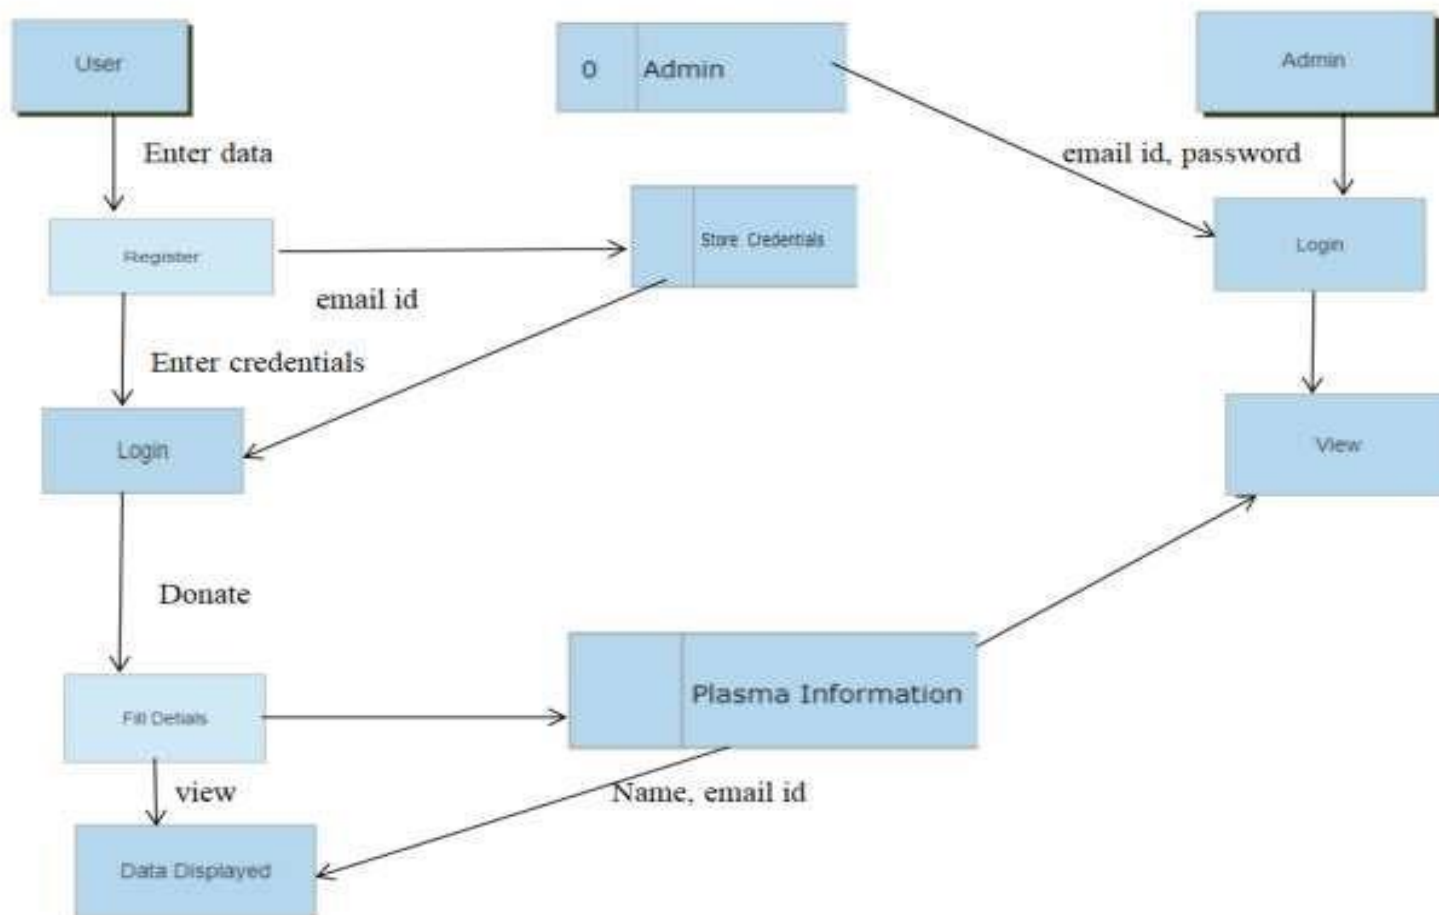 User
0 Admin
Admin
Enter data
email id, password
Register
Store Credentials
Login
email id
Enter credentials
Login
View
Donate
Fill Detials
Plasma Information
view
Name, email id
Data Displayed